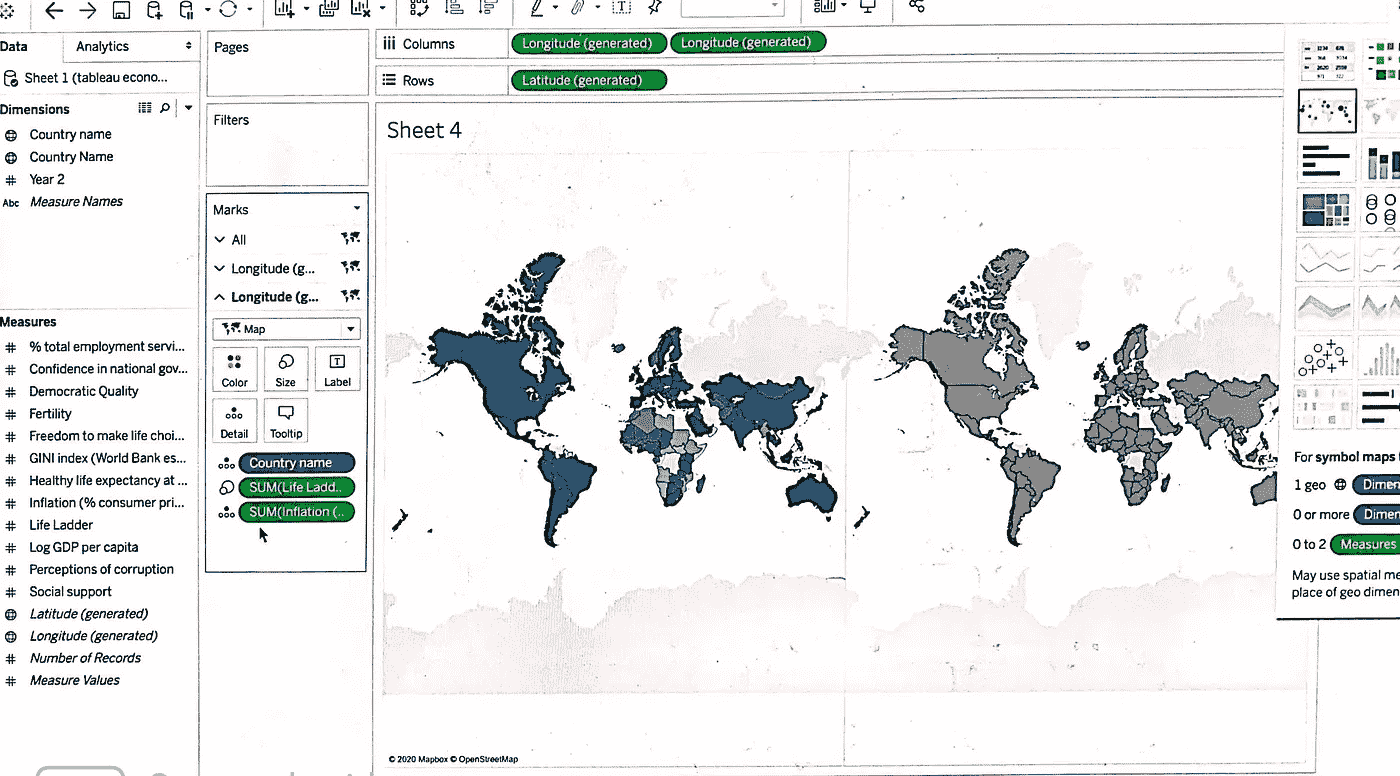 Data
Analytics
Sheet 1 (tableau econo...
Dimensions
Country name
Country Name
Year 2
Abc Measure Names
Measures
% total employment servi...
Confidence in national gov...
Democratic Quality
Fertility
Freedom to make life choi...
GINI index (World Bank es...
Healthy life expectancy at ...
Inflation (% consumer pri...
Life Ladder
Log GDP per capita
Perceptions of corruption
Social support
Latitude (generated)
Longitude (generated)
Number of Records
Measure Values
Pages
Filters
Marks
All
Longitude (g...
Longitude (g...
Map
Color Size Label
Detail Tooltip
Country name
SUM(Life Ladd..
SUM(Inflation (..
Columns Longitude (generated) Longitude (generated)
Rows Latitude (generated)
Sheet 4
© 2020 Mapbox © OpenStreetMap
For symbol maps
1 geo Dimen
0 or more Dimen
0 to 2 Measures
May use spatial me
place of geo dimen